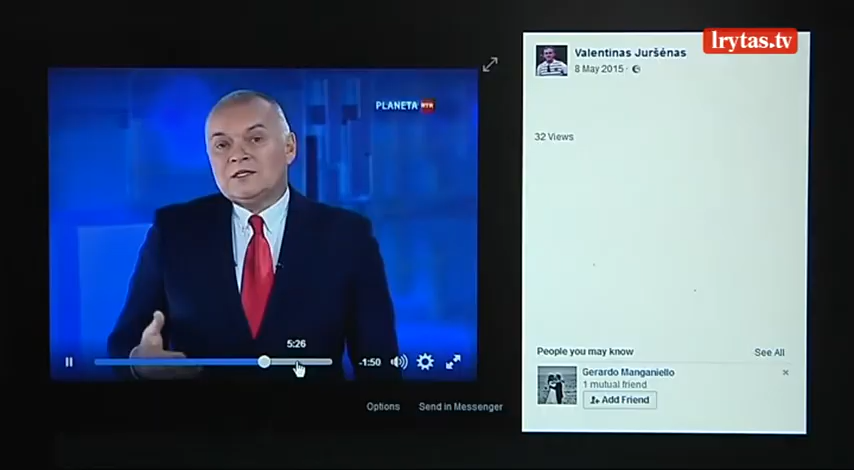 lrytas.tv
PLANETA RTR
5:26
-1:50
Options
Send in Messenger
Valentinas Juršėnas
8 May 2015 ·
32 Views
People you may know
See All
Gerardo Manganiello
1 mutual friend
Add Friend